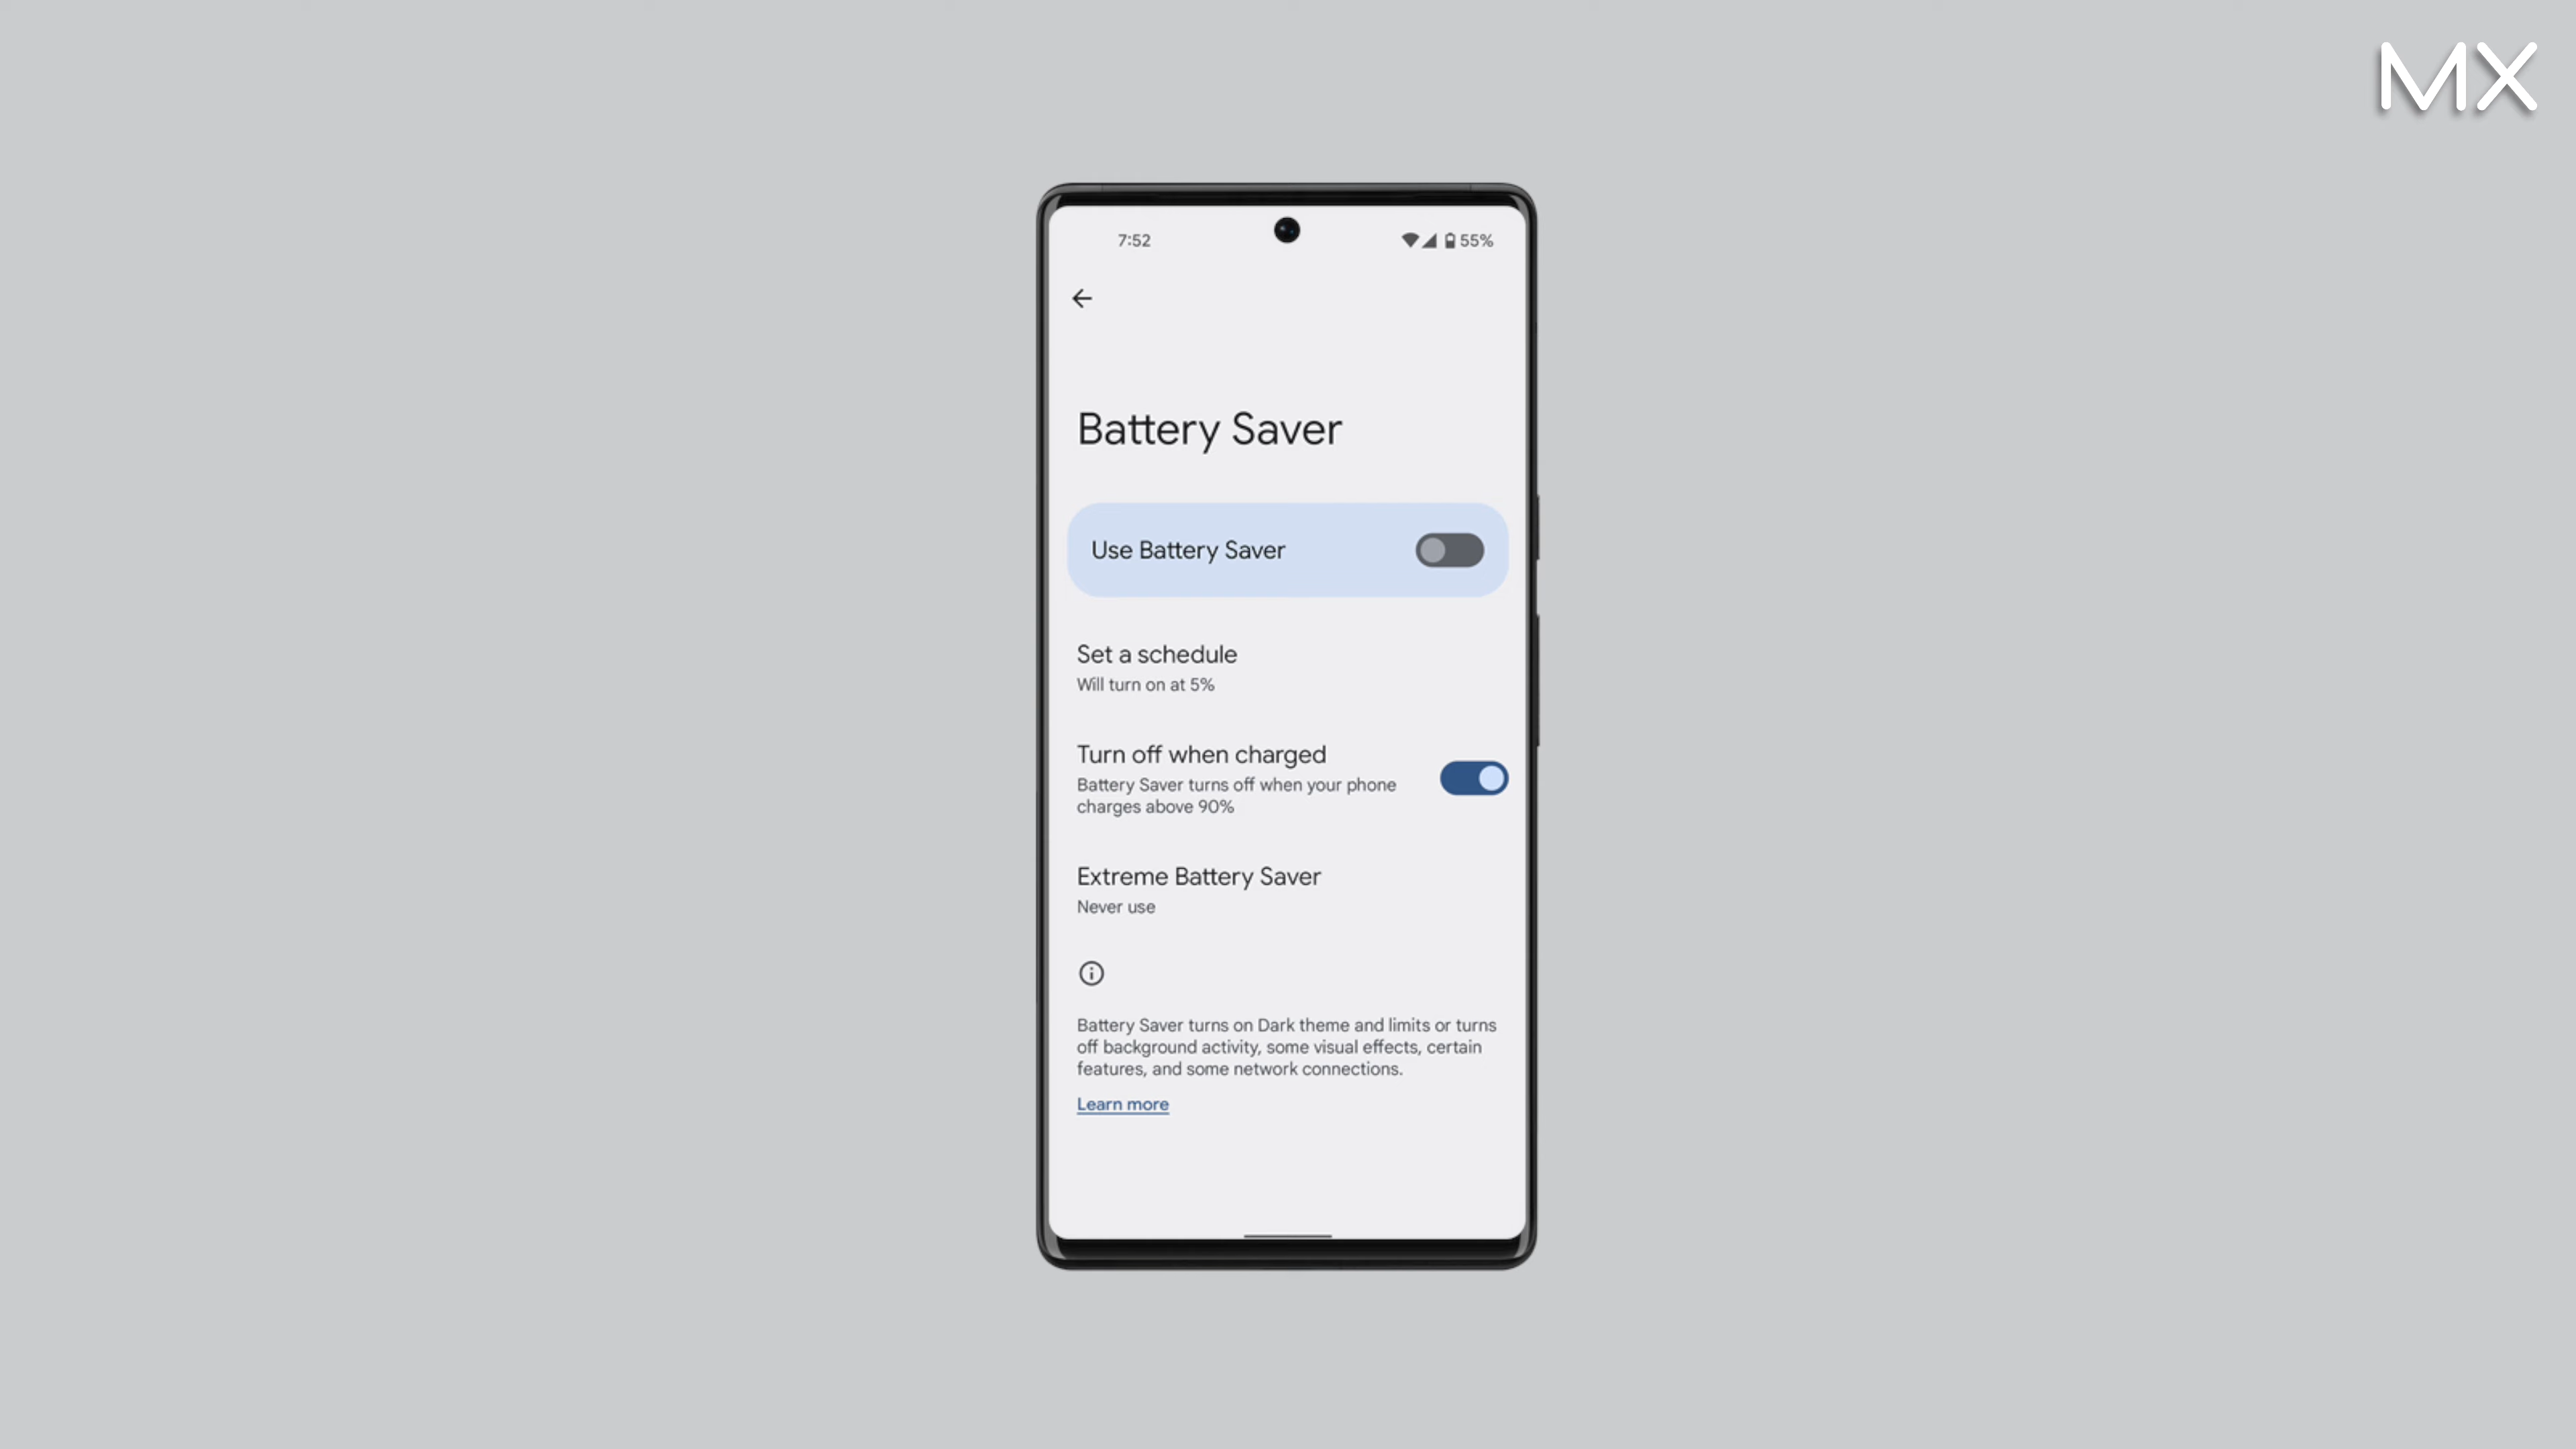 MX
7:52
55%
Battery Saver
Use Battery Saver
Set a schedule
Will turn on at 5%
Turn off when charged
Battery Saver turns off when your phone
charges above 90%
Extreme Battery Saver
Never use
Battery Saver turns on Dark theme and limits or turns
off background activity, some visual effects, certain
features, and some network connections.
Learn more